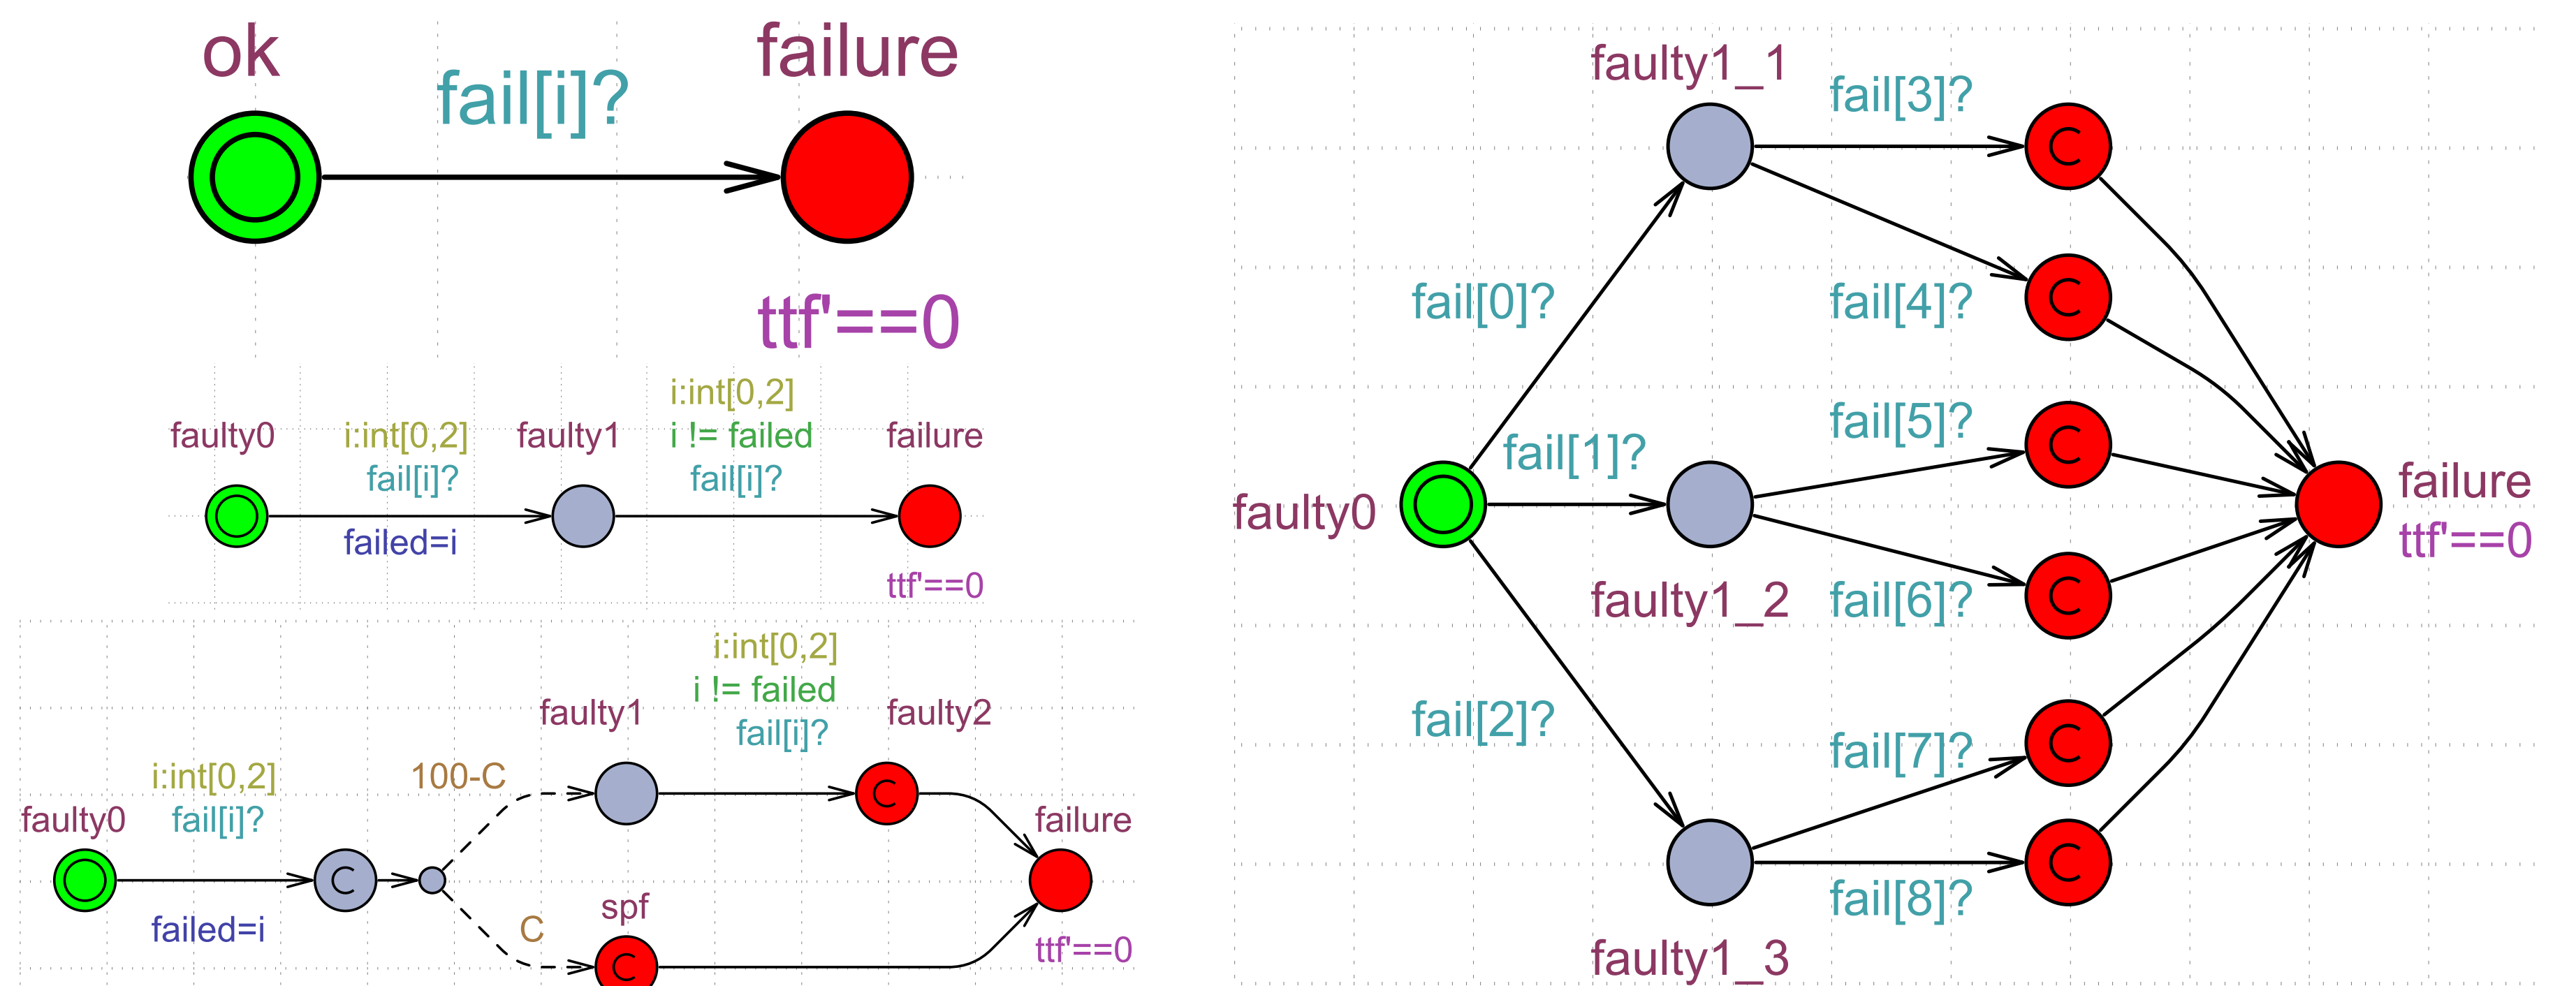 ok
failure
fail[i]?
ttf'==0
i:int[0,2]
faulty0
i:int[0,2]
faulty1
i != failed
failure
fail[i]?
fail[i]?
failed=i
ttf'==0
i:int[0,2]
i != failed
faulty1
faulty2
fail[i]?
i:int[0,2]
100-C
faulty0
fail[i]?
failure
C
C
spf
failed=i
C
ttf'==0
C
faulty1_1
fail[3]?
C
fail[0]?
fail[4]?
C
fail[1]?
fail[5]?
C
faulty0
failure
ttf'==0
faulty1_2
fail[6]?
C
fail[2]?
fail[7]?
C
C
fail[8]?
faulty1_3